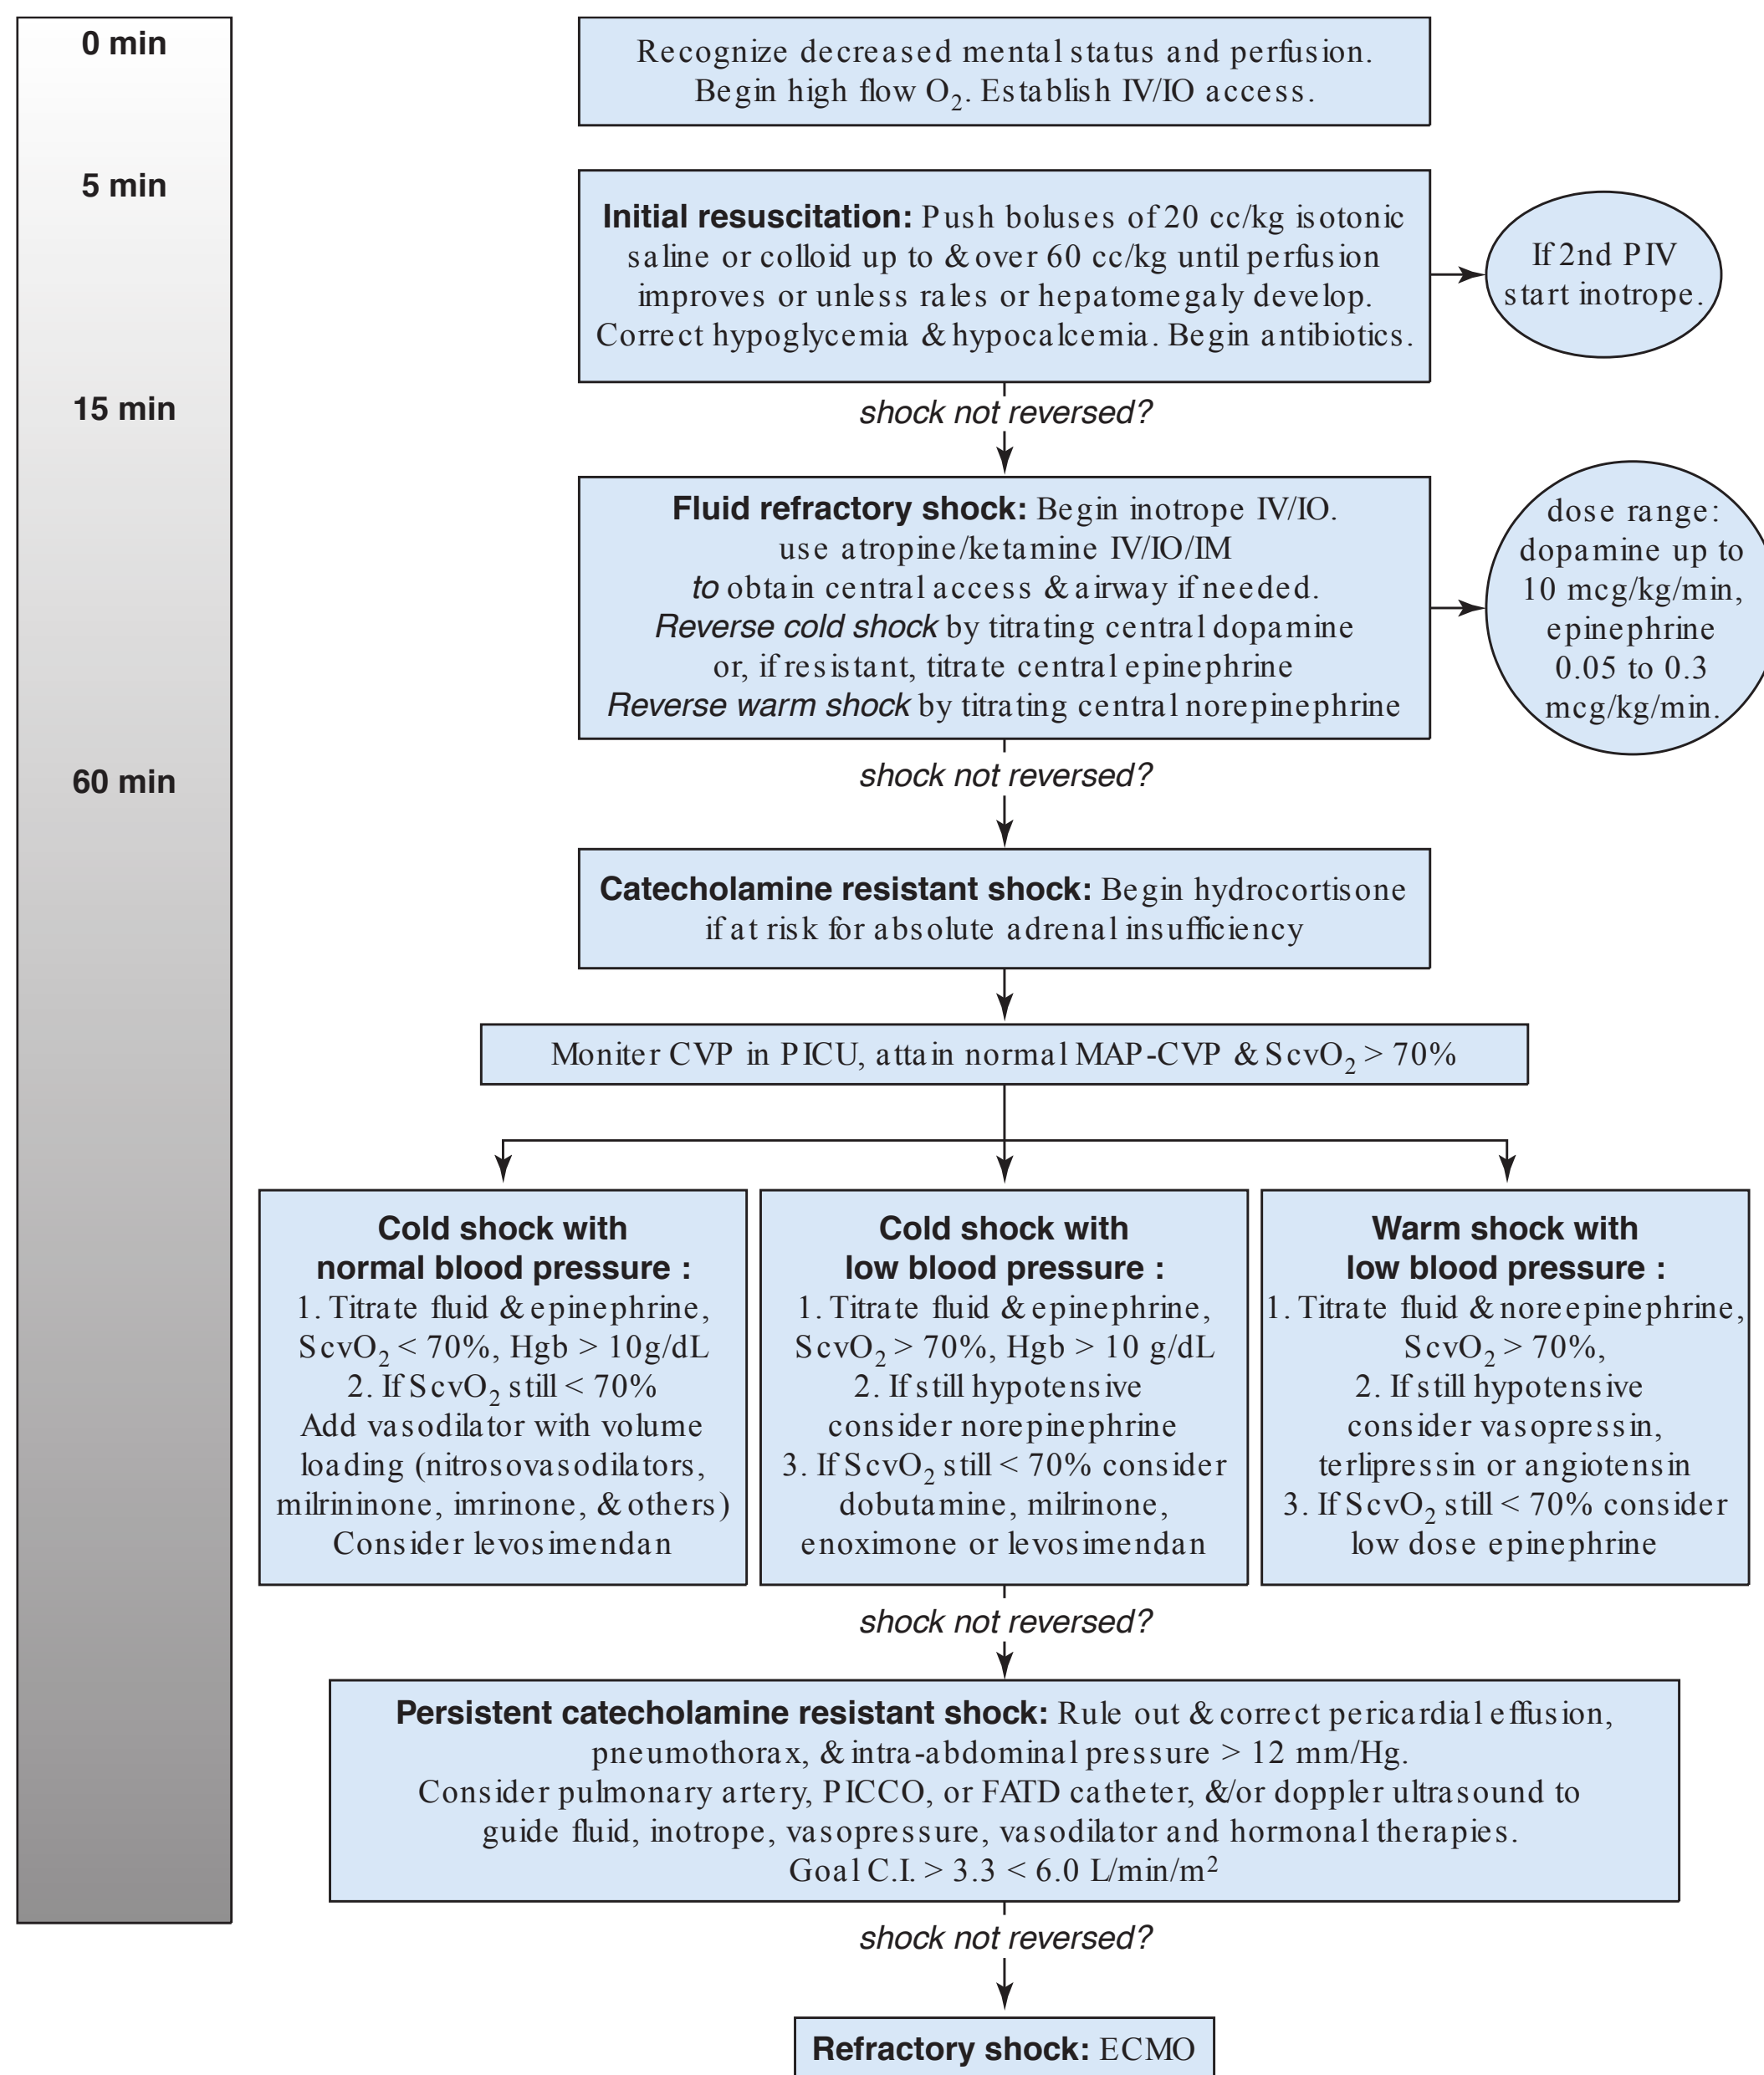 0 min
Recognize decreased mental status and perfusion.
Begin high flow O₂. Establish IV/IO access.
5 min
Initial resuscitation: Push boluses of 20 cc/kg isotonic
saline or colloid up to & over 60 cc/kg until perfusion
improves or unless rales or hepatomegaly develop.
Correct hypoglycemia & hypocalcemia. Begin antibiotics.
If 2nd PIV
start inotrope.
15 min
shock not reversed?
Fluid refractory shock: Begin inotrope IV/IO.
use atropine/ketamine IV/IO/IM
to obtain central access & airway if needed.
Reverse cold shock by titrating central dopamine
or, if resistant, titrate central epinephrine
Reverse warm shock by titrating central norepinephrine
dose range:
dopamine up to
10 mcg/kg/min,
epinephrine
0.05 to 0.3
mcg/kg/min.
60 min
shock not reversed?
Catecholamine resistant shock: Begin hydrocortisone
if at risk for absolute adrenal insufficiency
Moniter CVP in PICU, attain normal MAP-CVP & ScvO₂ > 70%
Cold shock with
normal blood pressure :
1. Titrate fluid & epinephrine,
ScvO₂ < 70%, Hgb > 10g/dL
2. If ScvO₂ still < 70%
Add vasodilator with volume
loading (nitrosovasodilators,
milrininone, imrinone, & others)
Consider levosimendan
Cold shock with
low blood pressure :
1. Titrate fluid & epinephrine,
ScvO₂ > 70%, Hgb > 10 g/dL
2. If still hypotensive
consider norepinephrine
3. If ScvO₂ still < 70% consider
dobutamine, milrinone,
enoximone or levosimendan
Warm shock with
low blood pressure :
1. Titrate fluid & noreepinephrine,
ScvO₂ > 70%,
2. If still hypotensive
consider vasopressin,
terlipressin or angiotensin
3. If ScvO₂ still < 70% consider
low dose epinephrine
shock not reversed?
Persistent catecholamine resistant shock: Rule out & correct pericardial effusion,
pneumothorax, & intra-abdominal pressure > 12 mm/Hg.
Consider pulmonary artery, PICCO, or FATD catheter, &/or doppler ultrasound to
guide fluid, inotrope, vasopressure, vasodilator and hormonal therapies.
Goal C.I. > 3.3 < 6.0 L/min/m²
shock not reversed?
Refractory shock: ECMO